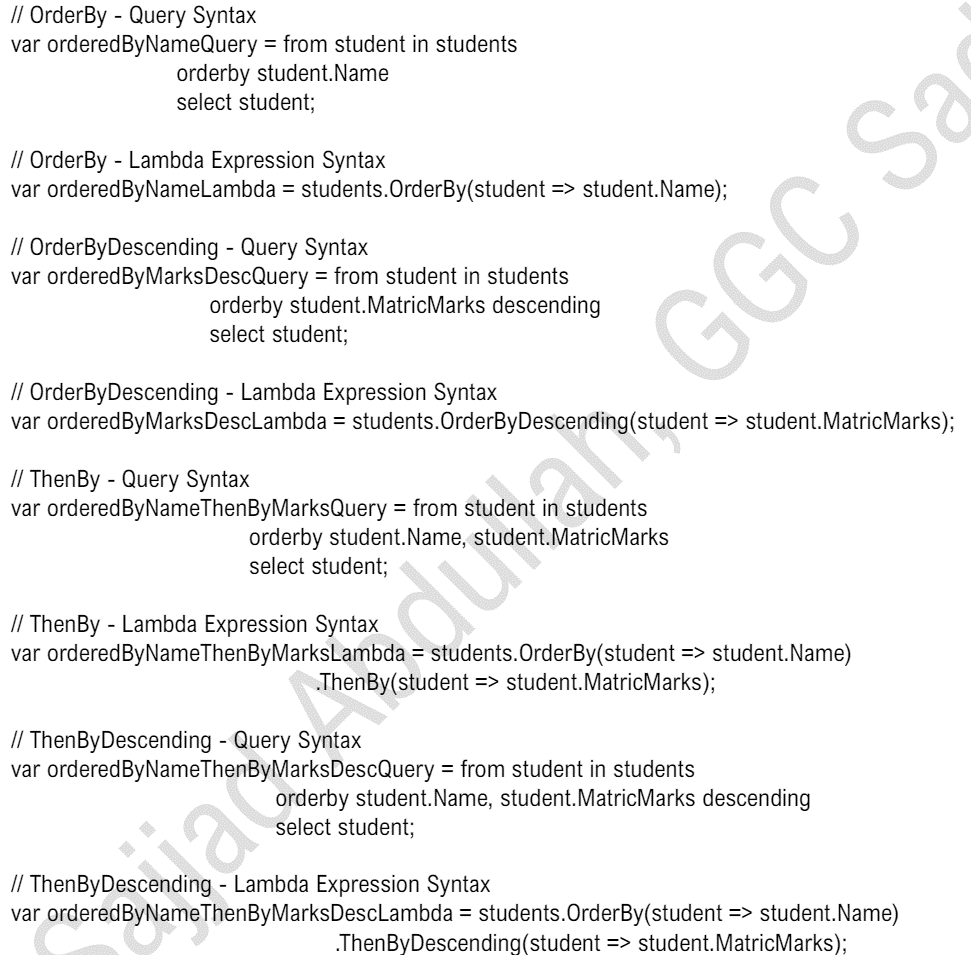 // OrderBy - Query Syntax
var orderedByNameQuery = from student in students
orderby student.Name
select student;
// OrderBy - Lambda Expression Syntax
var orderedByNameLambda = students.OrderBy(student => student.Name);
// OrderByDescending - Query Syntax
var orderedByMarksDescQuery = from student in students
orderby student.MatricMarks descending
select student;
// OrderByDescending - Lambda Expression Syntax
var orderedByMarksDescLambda = students.OrderByDescending(student => student.MatricMarks);
// ThenBy - Query Syntax
var orderedByNameThenByMarksQuery = from student in students
orderby student.Name, student.MatricMarks
select student;
// ThenBy - Lambda Expression Syntax
var orderedByNameThenByMarksLambda = students.OrderBy(student => student.Name)
.ThenBy(student => student.MatricMarks);
// ThenByDescending - Query Syntax
var orderedByNameThenByMarksDescQuery = from student in students
orderby student.Name, student.MatricMarks descending
select student;
// ThenByDescending - Lambda Expression Syntax
var orderedByNameThenByMarksDescLambda = students.OrderBy(student => student.Name)
.ThenByDescending(student => student.MatricMarks);
Sajjad Abdullah, GGC